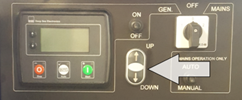 GEN
OFF
MAINS
ON
OFF
UP
MAINS OPERATION ONLY
AUTO
DOWN
MANUAL